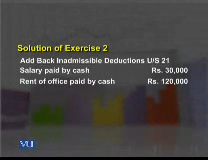 Solution of Exercise 2
Add Back Inadmissible Deductions U/S 21
Salary paid by cash Rs. 30,000
Rent of office paid by cash Rs. 120,000
VU